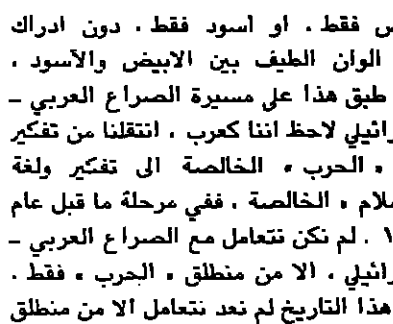 ض فقط ، او أسود فقط ، دون ادراك
الوان الطيف بين الابيض والأسود ،
طبق هذا على مسيرة الصراع العربي ـ
رائيلي لاحظ اننا كعرب ، انتقلنا من تفكير
« الحرب » الخالصة الى تفكير ولغة
سلام » الخالصة ، ففي مرحلة ما قبل عام
١ ، لم نكن نتعامل مع الصراع العربي ـ
رائيلي ، الا من منطلق « الحرب » فقط .
هذا التاريخ لم نعد نتعامل ألا من منطلق